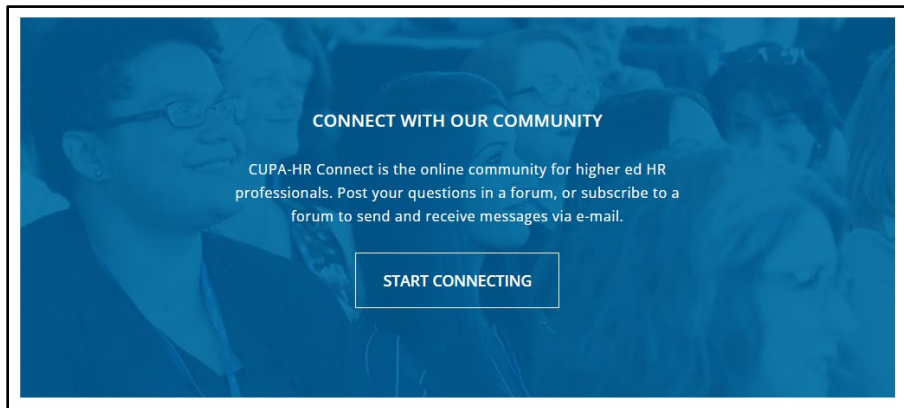 CONNECT WITH OUR COMMUNITY
CUPA-HR Connect is the online community for higher ed HR
professionals. Post your questions in a forum, or subscribe to a
forum to send and receive messages via e-mail.
START CONNECTING